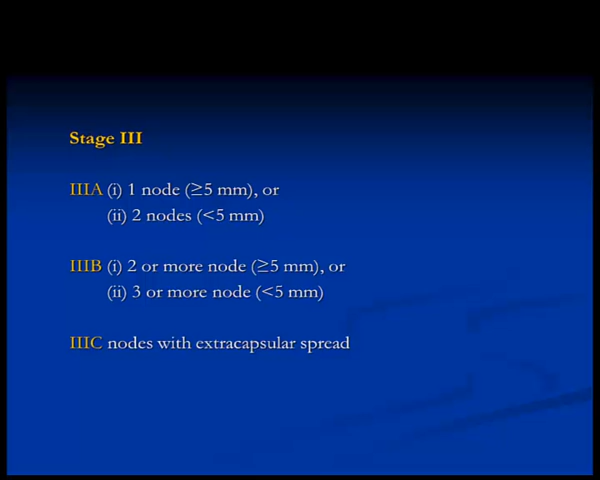 Stage III
IIIA (i) 1 node (≥5 mm), or
(ii) 2 nodes (<5 mm)
IIIB (i) 2 or more node (≥5 mm), or
(ii) 3 or more node (<5 mm)
IIIC nodes with extracapsular spread